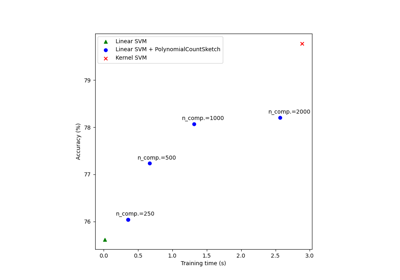 Linear SVM
Linear SVM + PolynomialCountSketch
Kernel SVM
79
n_comp.=1000
n_comp.=2000
78
n_comp.=500
77
n_comp.=250
76
Accuracy (%)
0.0 0.5 1.0 1.5 2.0 2.5 3.0
Training time (s)